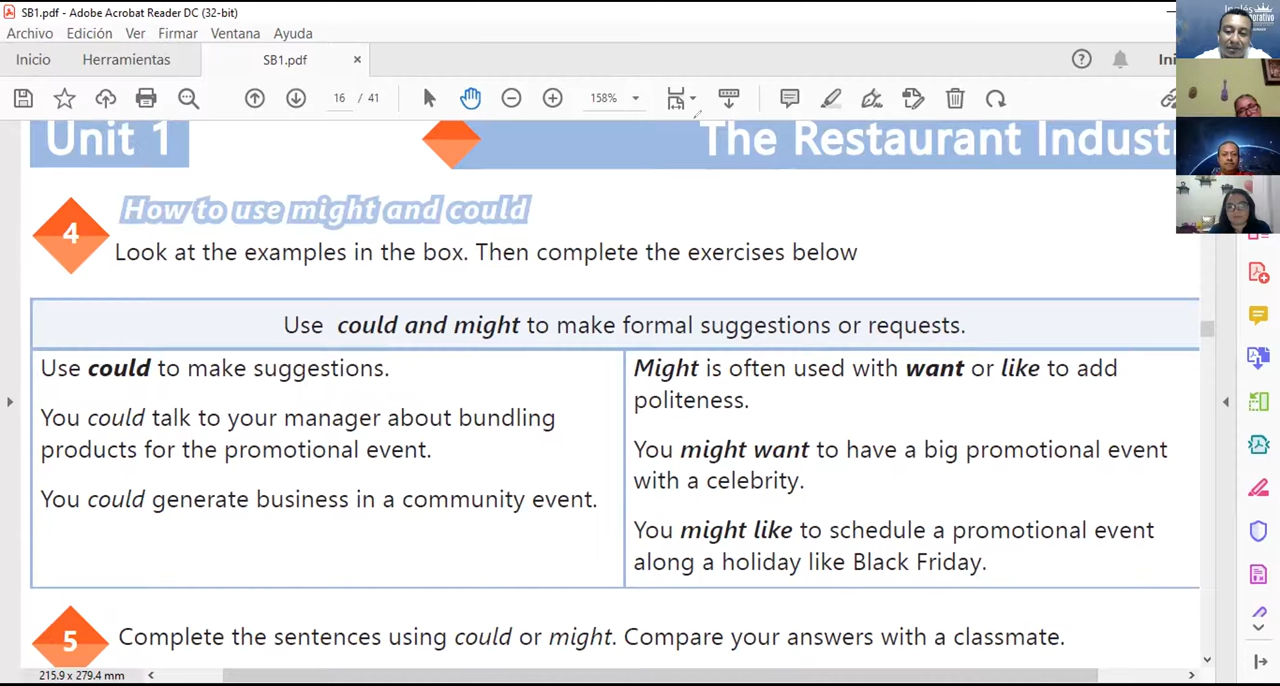 SB1.pdf - Adobe Acrobat Reader DC (32-bit)
Archivo Edición Ver Firmar Ventana Ayuda
Inicio Herramientas SB1.pdf × ? Ini
16 / 41 158%
Unit 1 The Restaurant Industr
4 How to use might and could
Look at the examples in the box. Then complete the exercises below
Use could and might to make formal suggestions or requests.
Use could to make suggestions.
You could talk to your manager about bundling
products for the promotional event.
You could generate business in a community event.
Might is often used with want or like to add
politeness.
You might want to have a big promotional event
with a celebrity.
You might like to schedule a promotional event
along a holiday like Black Friday.
5 Complete the sentences using could or might. Compare your answers with a classmate.
215.9 x 279.4 mm